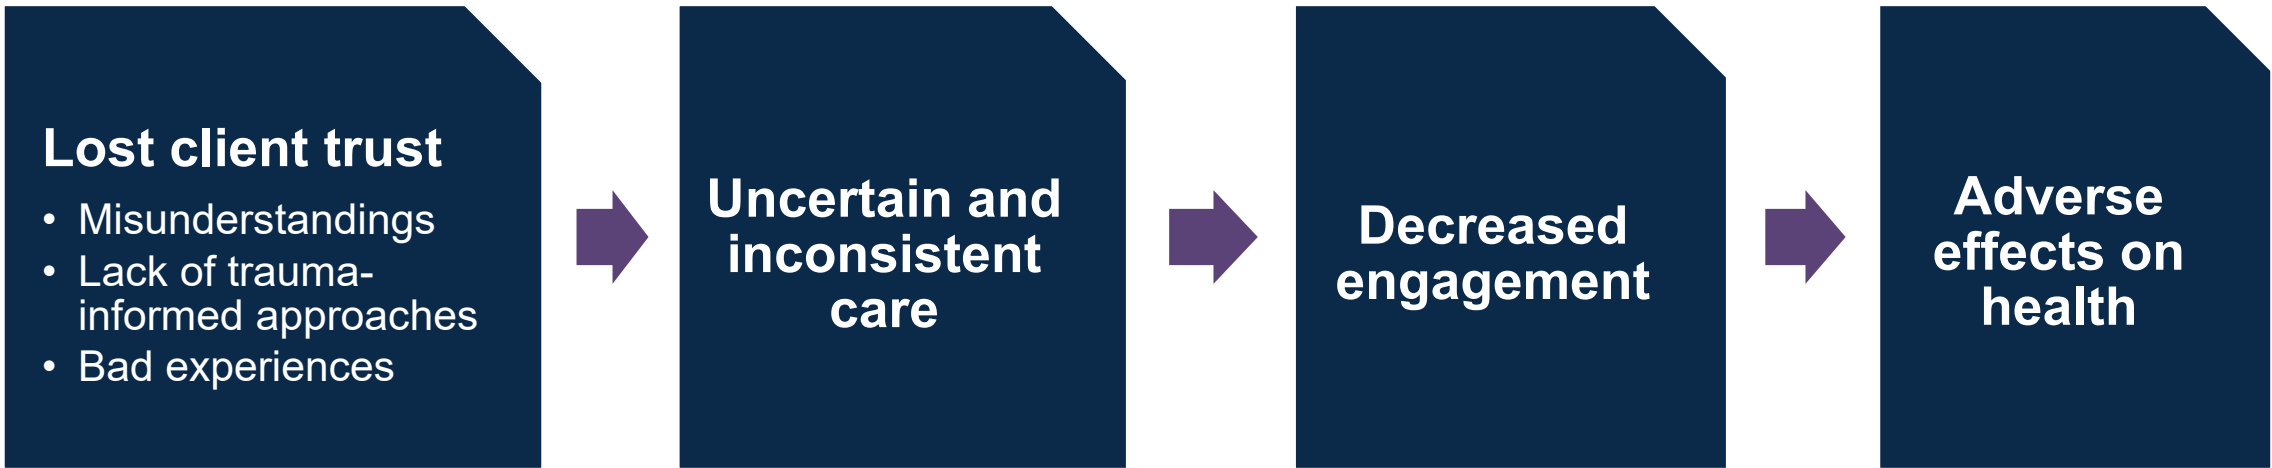 Lost client trust
• Misunderstandings
• Lack of trauma-
informed approaches
• Bad experiences
Uncertain and
inconsistent
care
Decreased
engagement
Adverse
effects on
health